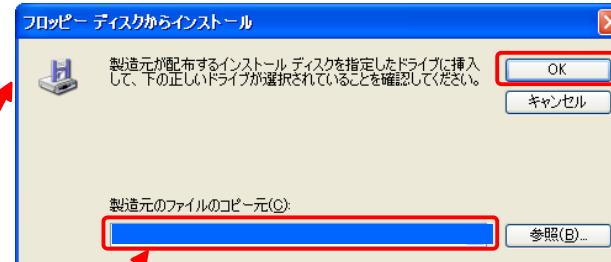 フロッピー ディスクからインストール
製造元が配布するインストール ディスクを指定したドライブに挿入
して、下の正しいドライブが選択されていることを確認してください。
OK
キャンセル
製造元のファイルのコピー元(C):
参照(B)...